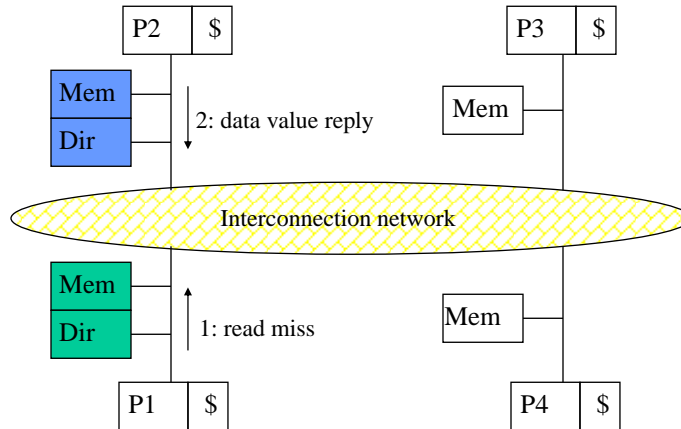 P2 $
P3 $
Mem
Dir
2: data value reply
Mem
Interconnection network
Mem
Dir
1: read miss
Mem
P1 $
P4 $